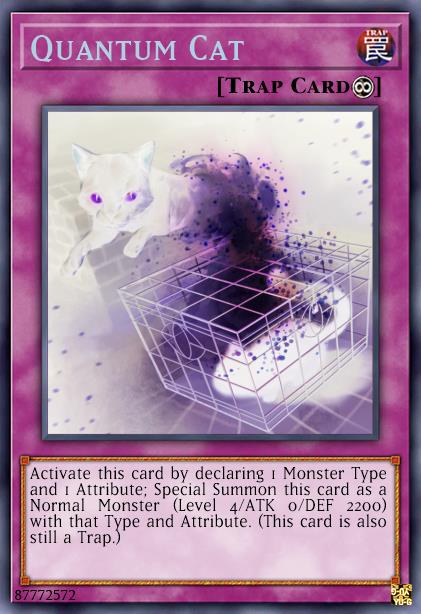 Quantum Cat
TRAP
罠
[Trap Card∞]
Activate this card by declaring 1 Monster Type
and 1 Attribute; Special Summon this card as a
Normal Monster (Level 4/ATK 0/DEF 2200)
with that Type and Attribute. (This card is also
still a Trap.)
87772572